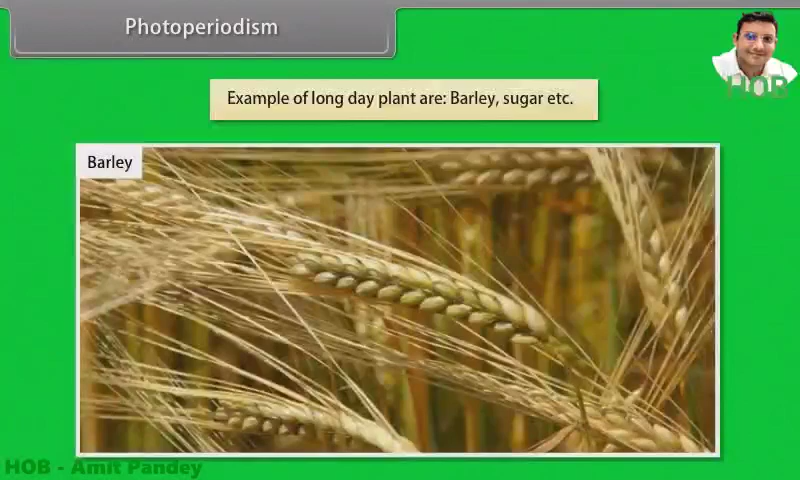 Photoperiodism
HOB
Example of long day plant are: Barley, sugar etc.
Barley
HOB - Amit Pandey